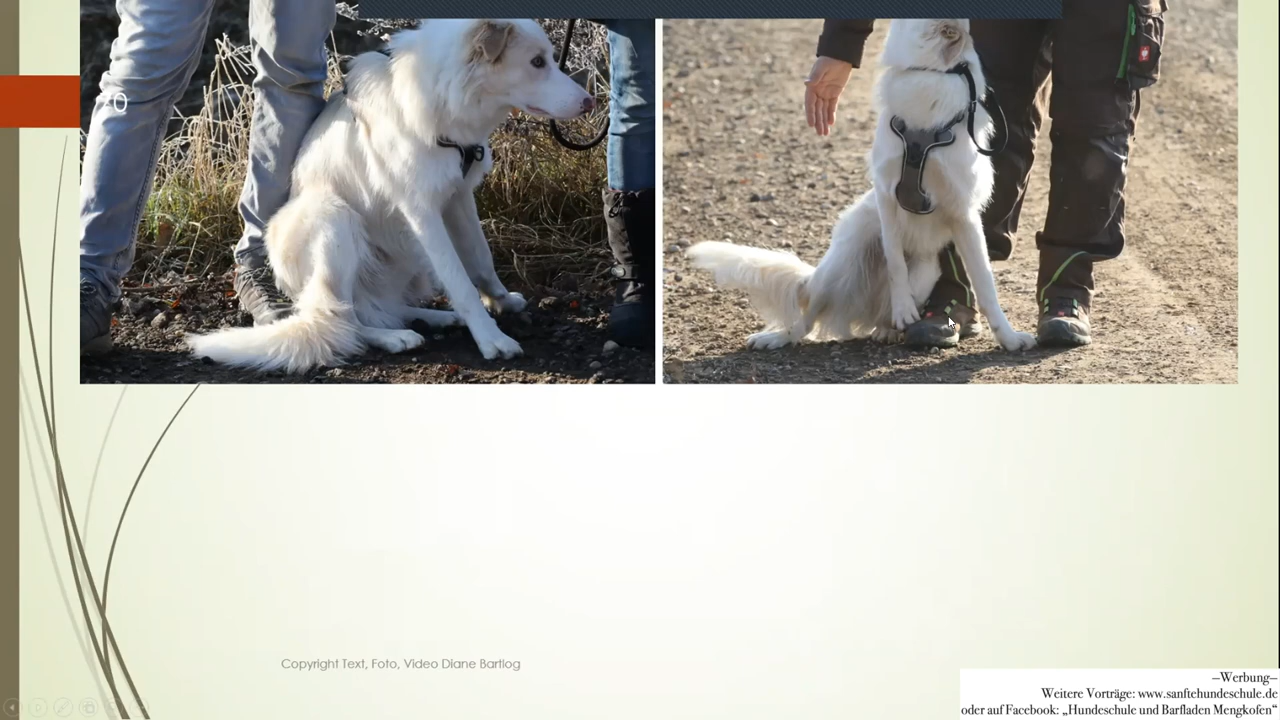 Copyright Text, Foto, Video Diane Bartlog
—Werbung—
Weitere Vorträge: www.sanftehundeschule.de
oder auf Facebook: „Hundeschule und Barfladen Mengkofen“